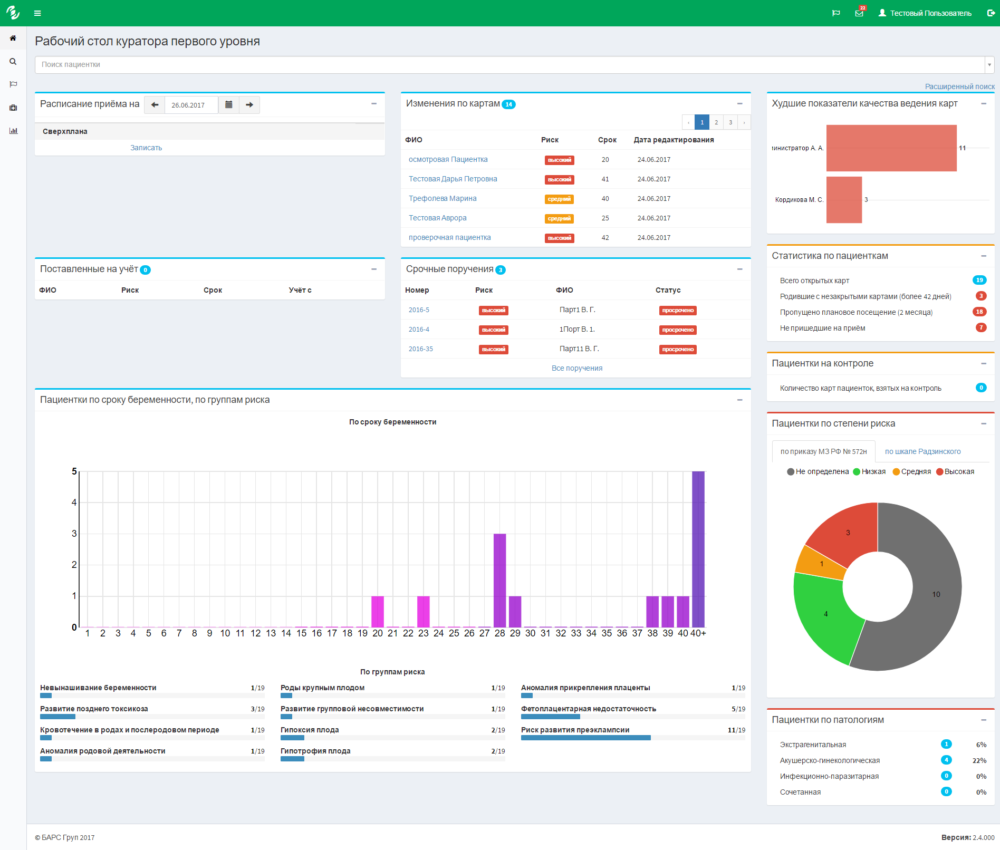 22
Тестовый Пользователь
Рабочий стол куратора первого уровня
Поиск пациентки
Расширенный поиск
Расписание приёма на 26.06.2017
Сверхплана
Записать
Изменения по картам 14
‹ 1 2 3 ›
ФИО Риск Срок Дата редактирования
осмотровая Пациентка высокий 20 24.06.2017
Тестовая Дарья Петровна высокий 41 24.06.2017
Трефолева Марина средний 40 24.06.2017
Тестовая Аврора средний 25 24.06.2017
проверочная пациентка высокий 42 24.06.2017
Худшие показатели качества ведения карт
министратор А. А. 11
Кордикова М. С. 3
Поставленные на учёт 0
ФИО Риск Срок Учёт с
Срочные поручения 3
Номер Риск ФИО Статус
2016-5 высокий Парт1 В. Г. просрочено
2016-4 высокий 1Порт В. 1. просрочено
2016-35 высокий Парт11 В. Г. просрочено
Все поручения
Статистика по пациенткам
Всего открытых карт 19
Родившие с незакрытыми картами (более 42 дней) 3
Пропущено плановое посещение (2 месяца) 18
Не пришедшие на приём 7
Пациентки на контроле
Количество карт пациенток, взятых на контроль 0
Пациентки по сроку беременности, по группам риска
По сроку беременности
5
4
3
2
1
0
1 2 3 4 5 6 7 8 9 10 11 12 13 14 15 16 17 18 19 20 21 22 23 24 25 26 27 28 29 30 31 32 33 34 35 36 37 38 39 40 40+
По группам риска
Невынашивание беременности 1/19
Развитие позднего токсикоза 3/19
Кровотечение в родах и послеродовом периоде 1/19
Аномалия родовой деятельности 1/19
Роды крупным плодом 1/19
Развитие групповой несовместимости 1/19
Гипоксия плода 2/19
Гипотрофия плода 2/19
Аномалия прикрепления плаценты 1/19
Фетоплацентарная недостаточность 5/19
Риск развития преэклампсии 11/19
Пациентки по степени риска
по приказу МЗ РФ № 572н по шкале Радзинского
Не определена Низкая Средняя Высокая
3
1
10
4
Пациентки по патологиям
Экстрагенитальная 1 6%
Акушерско-гинекологическая 4 22%
Инфекционно-паразитарная 0 0%
Сочетанная 0 0%
© БАРС Груп 2017
Версия: 2.4.000